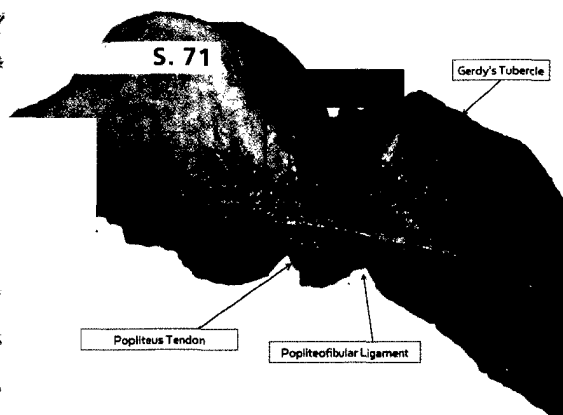 S. 71
Gerdy's Tubercle
Popliteus Tendon
Popliteofibular Ligament